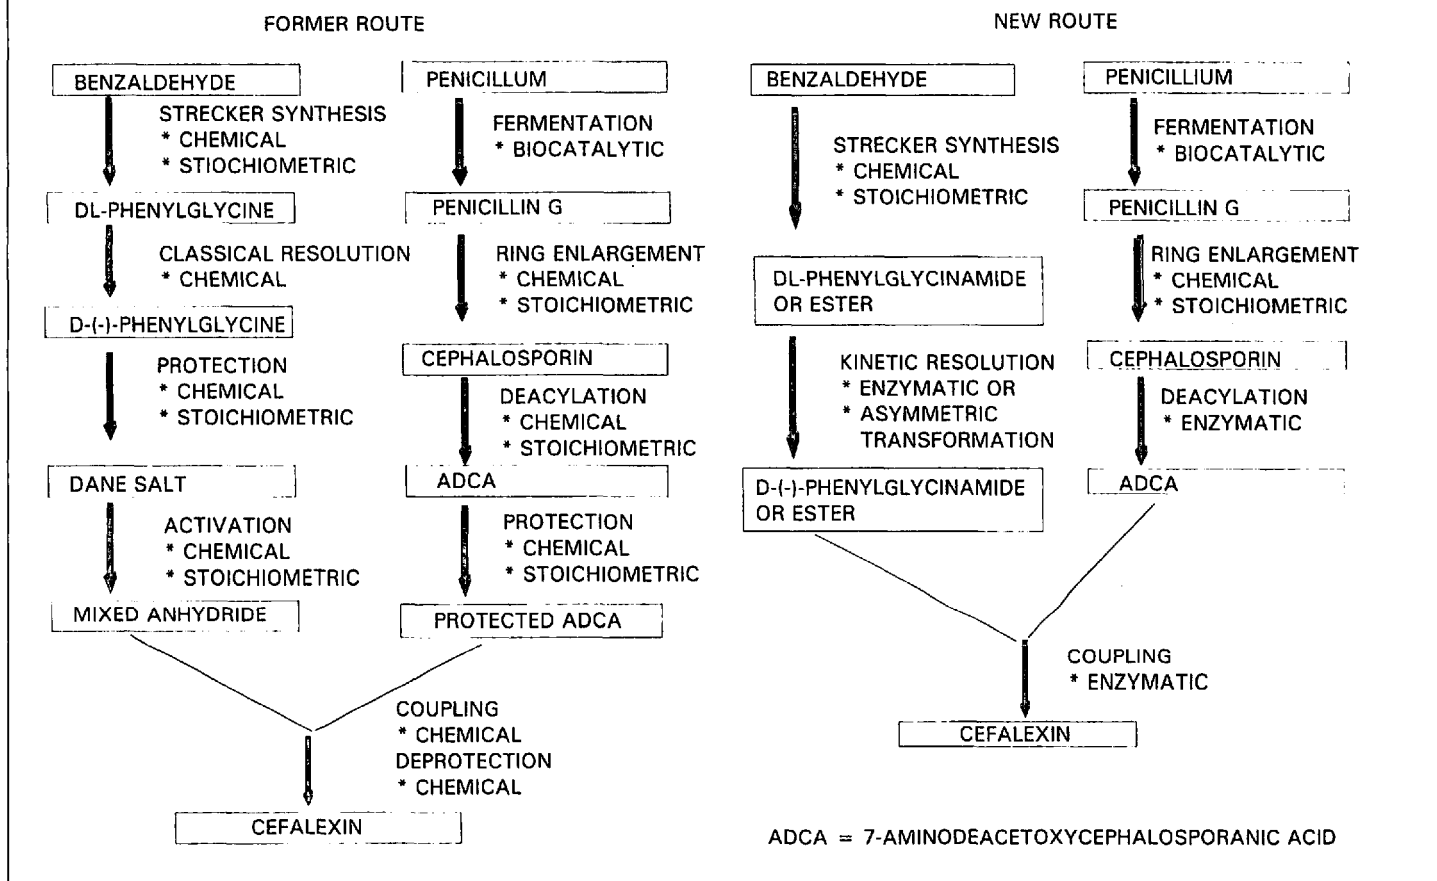 FORMER ROUTE
BENZALDEHYDE
STRECKER SYNTHESIS
* CHEMICAL
* STIOCHIOMETRIC
DL-PHENYLGLYCINE
CLASSICAL RESOLUTION
* CHEMICAL
D-(-)-PHENYLGLYCINE
PROTECTION
* CHEMICAL
* STOICHIOMETRIC
DANE SALT
ACTIVATION
* CHEMICAL
* STOICHIOMETRIC
MIXED ANHYDRIDE
PENICILLUM
FERMENTATION
* BIOCATALYTIC
PENICILLIN G
RING ENLARGEMENT
* CHEMICAL
* STOICHIOMETRIC
CEPHALOSPORIN
DEACYLATION
* CHEMICAL
* STOICHIOMETRIC
ADCA
PROTECTION
* CHEMICAL
* STOICHIOMETRIC
PROTECTED ADCA
COUPLING
* CHEMICAL
DEPROTECTION
* CHEMICAL
CEFALEXIN
NEW ROUTE
BENZALDEHYDE
STRECKER SYNTHESIS
* CHEMICAL
* STOICHIOMETRIC
DL-PHENYLGLYCINAMIDE
OR ESTER
KINETIC RESOLUTION
* ENZYMATIC OR
* ASYMMETRIC
TRANSFORMATION
D-(-)-PHENYLGLYCINAMIDE
OR ESTER
PENICILLIUM
FERMENTATION
* BIOCATALYTIC
PENICILLIN G
RING ENLARGEMENT
* CHEMICAL
* STOICHIOMETRIC
CEPHALOSPORIN
DEACYLATION
* ENZYMATIC
ADCA
COUPLING
* ENZYMATIC
CEFALEXIN
ADCA = 7-AMINODEACETOXYCEPHALOSPORANIC ACID